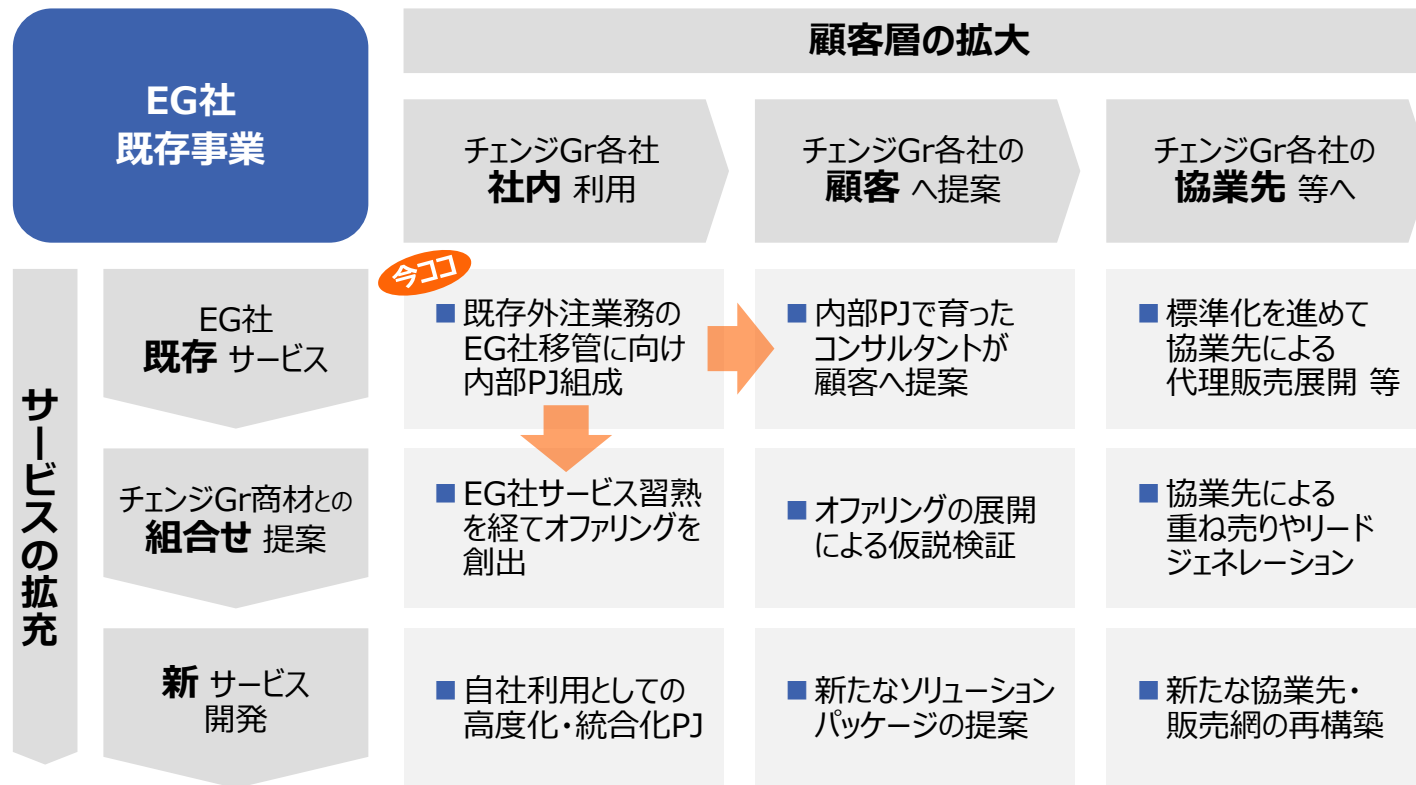 EG社
既存事業
顧客層の拡大
チェンジGr各社
社内 利用
チェンジGr各社の
顧客 へ提案
チェンジGr各社の
協業先 等へ
サービスの拡充
EG社
既存 サービス
今ココ
■ 既存外注業務の
EG社移管に向け
内部PJ組成
■ 内部PJで育った
コンサルタントが
顧客へ提案
■ 標準化を進めて
協業先による
代理販売展開 等
チェンジGr商材との
組合せ 提案
■ EG社サービス習熟
を経てオファリングを
創出
■ オファリングの展開
による仮説検証
■ 協業先による
重ね売りやリード
ジェネレーション
新 サービス
開発
■ 自社利用としての
高度化・統合化PJ
■ 新たなソリューション
パッケージの提案
■ 新たな協業先・
販売網の再構築